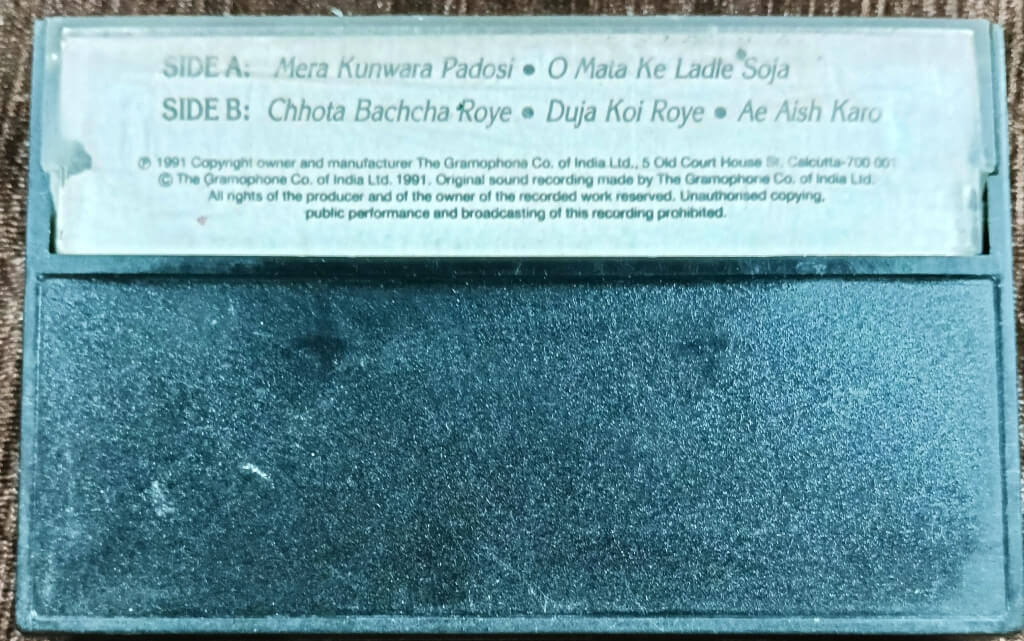 SIDE A: Mera Kunwara Padosi • O Mata Ke Ladle Soja
SIDE B: Chhota Bachcha Roye • Duja Koi Roye • Ae Aish Karo
℗ 1991 Copyright owner and manufacturer The Gramophone Co. of India Ltd., 5 Old Court House St. Calcutta-700 001
© The Gramophone Co. of India Ltd. 1991. Original sound recording made by The Gramophone Co. of India Ltd.
All rights of the producer and of the owner of the recorded work reserved. Unauthorised copying,
public performance and broadcasting of this recording prohibited.